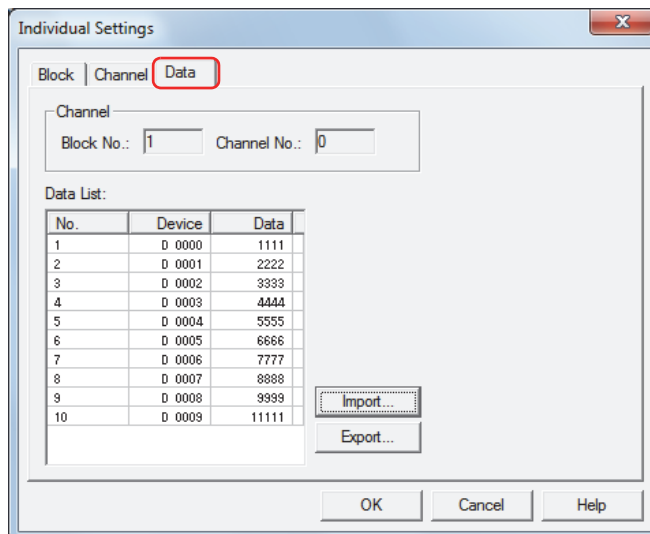 Individual Settings
X
Block Channel Data
Channel
Block No.: 1 Channel No.: 0
Data List:
No. Device Data
1 D 0000 1111
2 D 0001 2222
3 D 0002 3333
4 D 0003 4444
5 D 0004 5555
6 D 0005 6666
7 D 0006 7777
8 D 0007 8888
9 D 0008 9999
10 D 0009 11111
Import...
Export...
OK Cancel Help